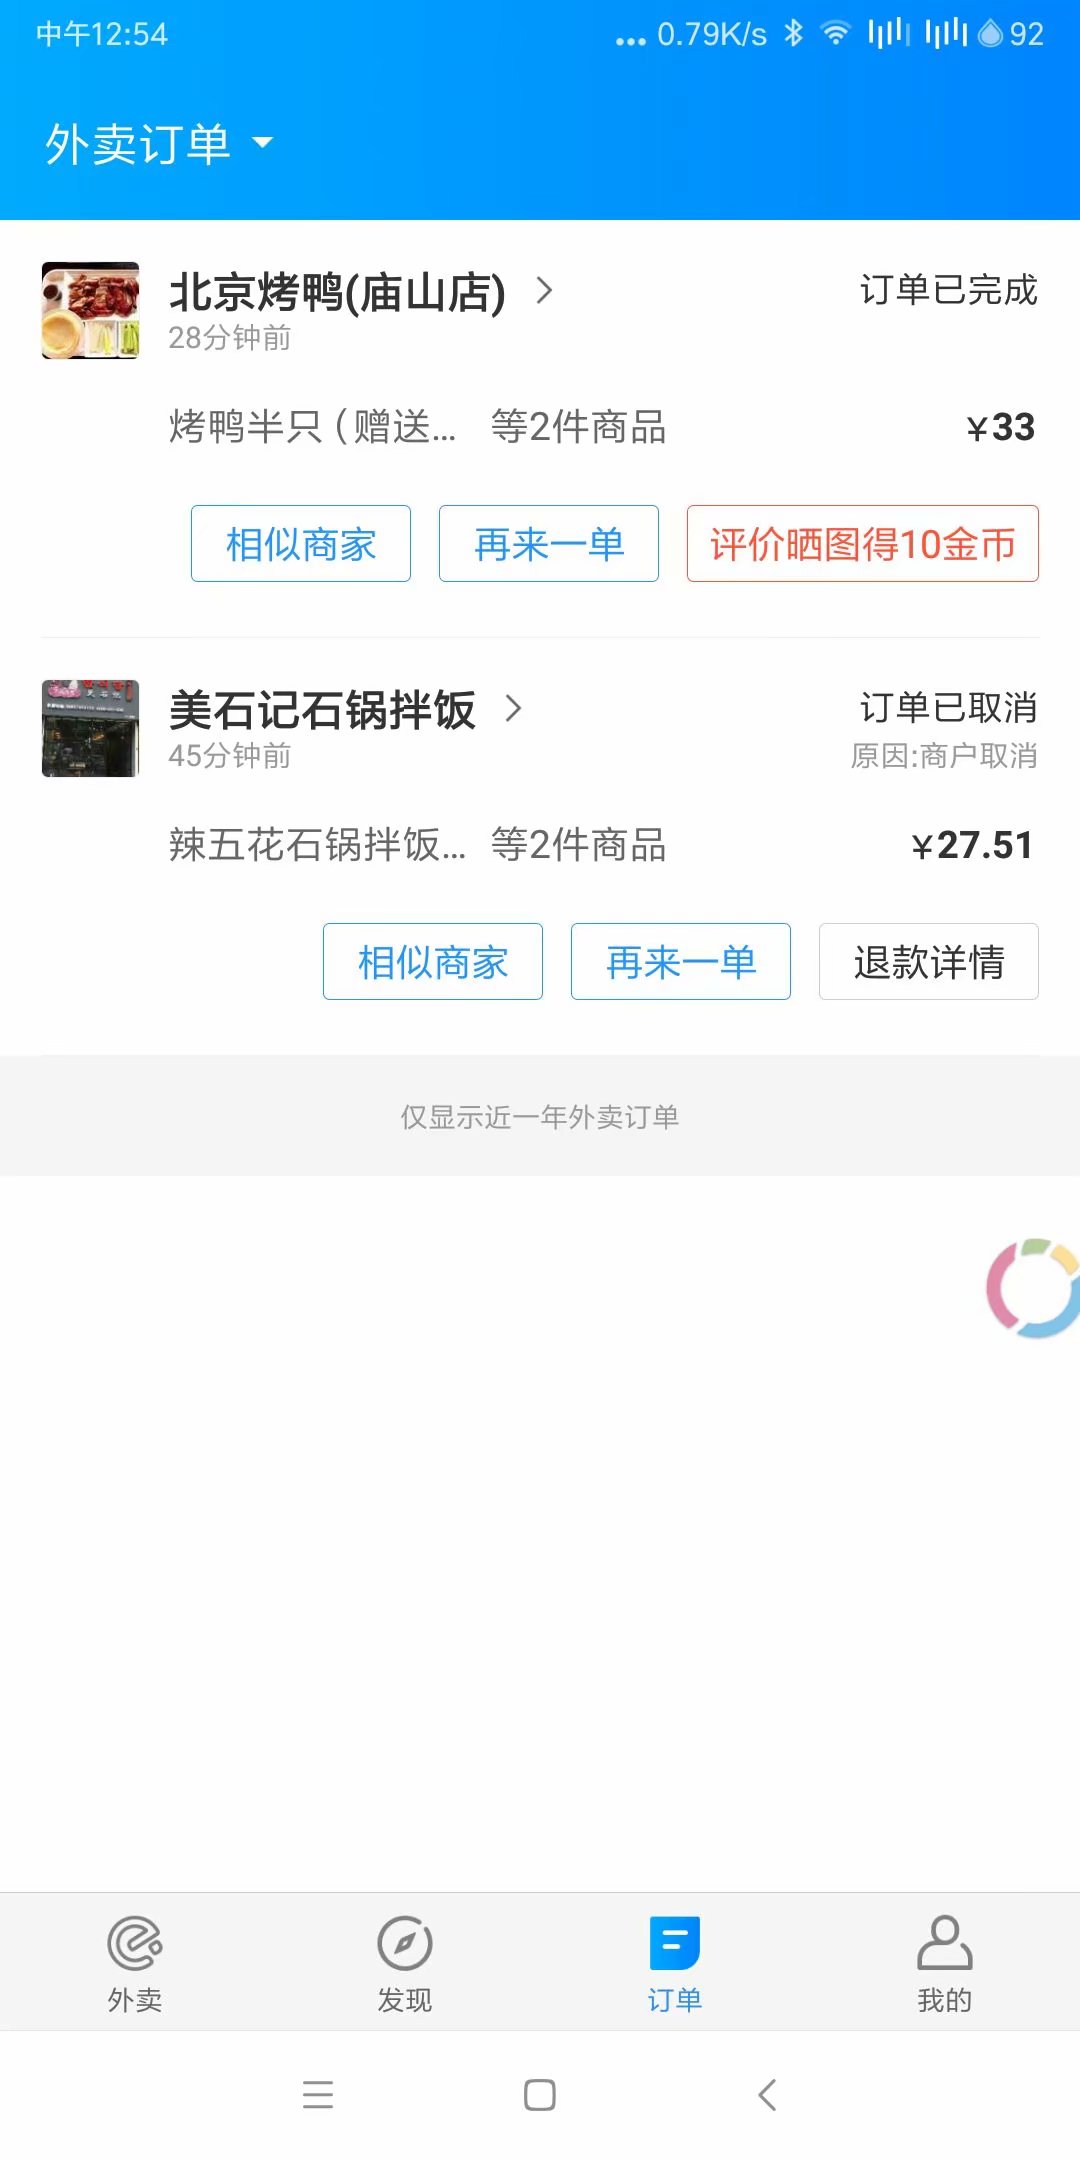 中午12:54
... 0.79K/s 92
外卖订单
北京烤鸭(庙山店)
订单已完成
28分钟前
烤鸭半只（赠送... 等2件商品
¥33
相似商家
再来一单
评价晒图得10金币
美石记石锅拌饭
订单已取消
45分钟前
原因:商户取消
辣五花石锅拌饭... 等2件商品
¥27.51
相似商家
再来一单
退款详情
仅显示近一年外卖订单
外卖
发现
订单
我的